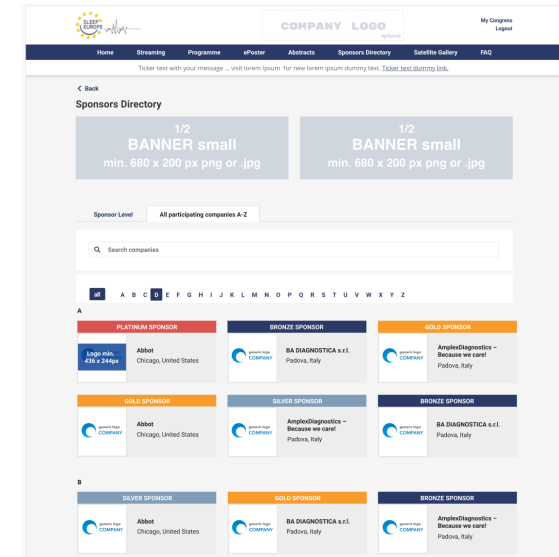 SLEEP
EUROPE
COMPANY LOGO
optional
My Congress
Logout
Home Streaming Programme ePoster Abstracts Sponsors Directory Satellite Gallery FAQ
Ticker text with your message ... visit lorem Ipsum for new lorem ipsum dummy text. Ticker text dummy link.
Back
Sponsors Directory
1/2
BANNER small
min. 680 x 200 px png or .jpg
1/2
BANNER small
min. 680 x 200 px png or .jpg
Sponsor Level All participating companies A-Z
Search companies
all A B C D E F G H I J K L M N O P Q R S T U V W X Y Z
A
PLATINUM SPONSOR
Logo min.
436 x 244px
Abbot
Chicago, United States
BRONZE SPONSOR
generic logo
COMPANY
BA DIAGNOSTICA s.r.l.
Padova, Italy
GOLD SPONSOR
generic logo
COMPANY
AmplexDiagnostics –
Because we care!
Padova, Italy
GOLD SPONSOR
generic logo
COMPANY
Abbot
Chicago, United States
SILVER SPONSOR
generic logo
COMPANY
AmplexDiagnostics –
Because we care!
Padova, Italy
BRONZE SPONSOR
generic logo
COMPANY
BA DIAGNOSTICA s.r.l.
Padova, Italy
B
SILVER SPONSOR
generic logo
COMPANY
Abbot
Chicago, United States
GOLD SPONSOR
generic logo
COMPANY
BA DIAGNOSTICA s.r.l.
Padova, Italy
BRONZE SPONSOR
generic logo
COMPANY
AmplexDiagnostics –
Because we care!
Padova, Italy